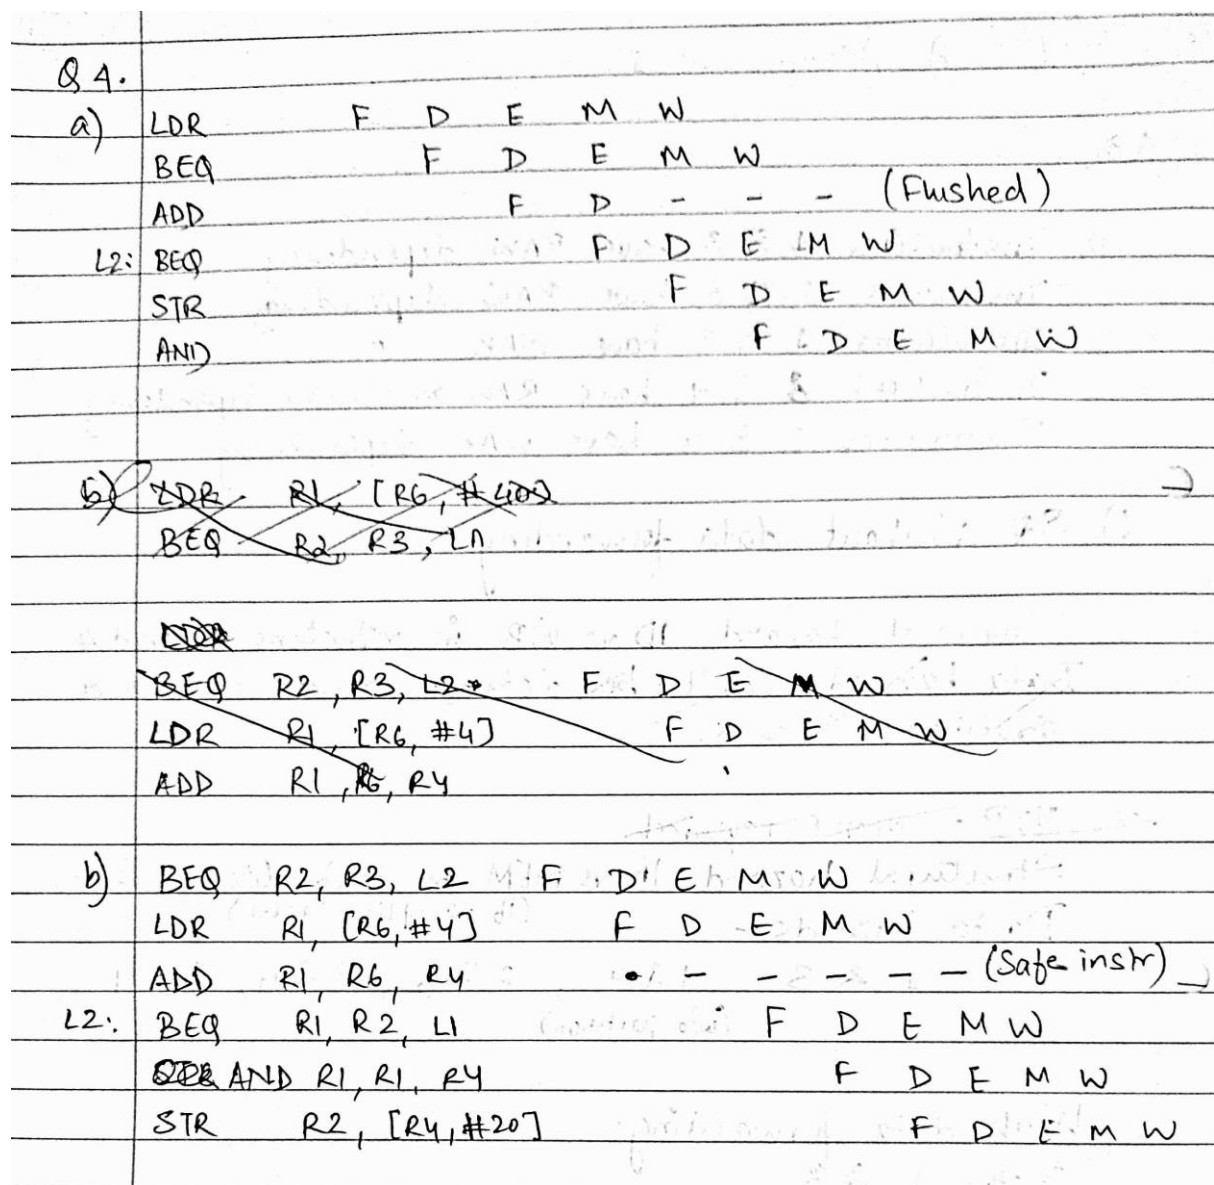 Q 4.
a) LDR F D E M W
BEQ F D E M W
ADD F D - - - (Flushed)
L2: BEQ F D E M W
STR F D E M W
AND F D E M W
b) LDR R1, [R6, #40]
BEQ R2, R3, L1
BEQ R2, R3, L2 F D E M W
LDR R1, [R6, #4] F D E M W
ADD R1, R6, R4
b) BEQ R2, R3, L2 F D E M W
LDR R1, [R6, #4] F D E M W
ADD R1, R6, R4 • - - - - - (Safe instr)
L2: BEQ R1, R2, L1 F D E M W
AND R1, R1, R4 F D E M W
STR R2, [R4, #20] F D E M W